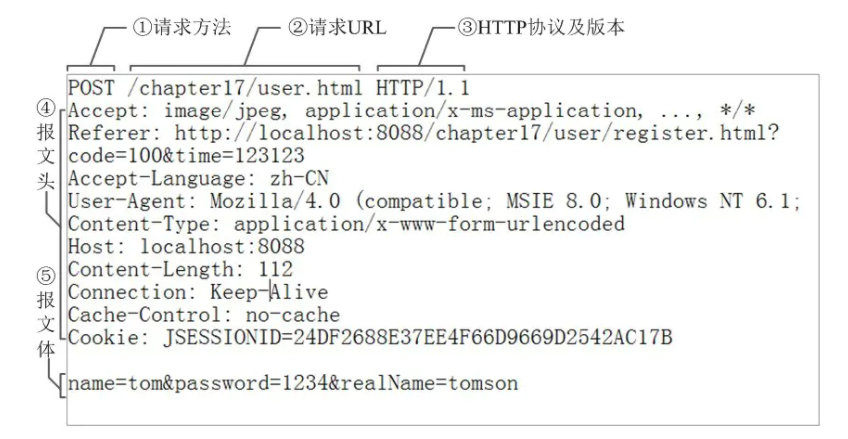 ①请求方法 ②请求URL ③HTTP协议及版本
POST /chapter17/user.html HTTP/1.1
④报文头
Accept: image/jpeg, application/x-ms-application, ..., */*
Referer: http://localhost:8088/chapter17/user/register.html?
code=100&time=123123
Accept-Language: zh-CN
User-Agent: Mozilla/4.0 (compatible; MSIE 8.0; Windows NT 6.1;
Content-Type: application/x-www-form-urlencoded
Host: localhost:8088
Content-Length: 112
Connection: Keep-Alive
Cache-Control: no-cache
Cookie: JSESSIONID=24DF2688E37EE4F66D9669D2542AC17B
⑤报文体
name=tom&password=1234&realName=tomson